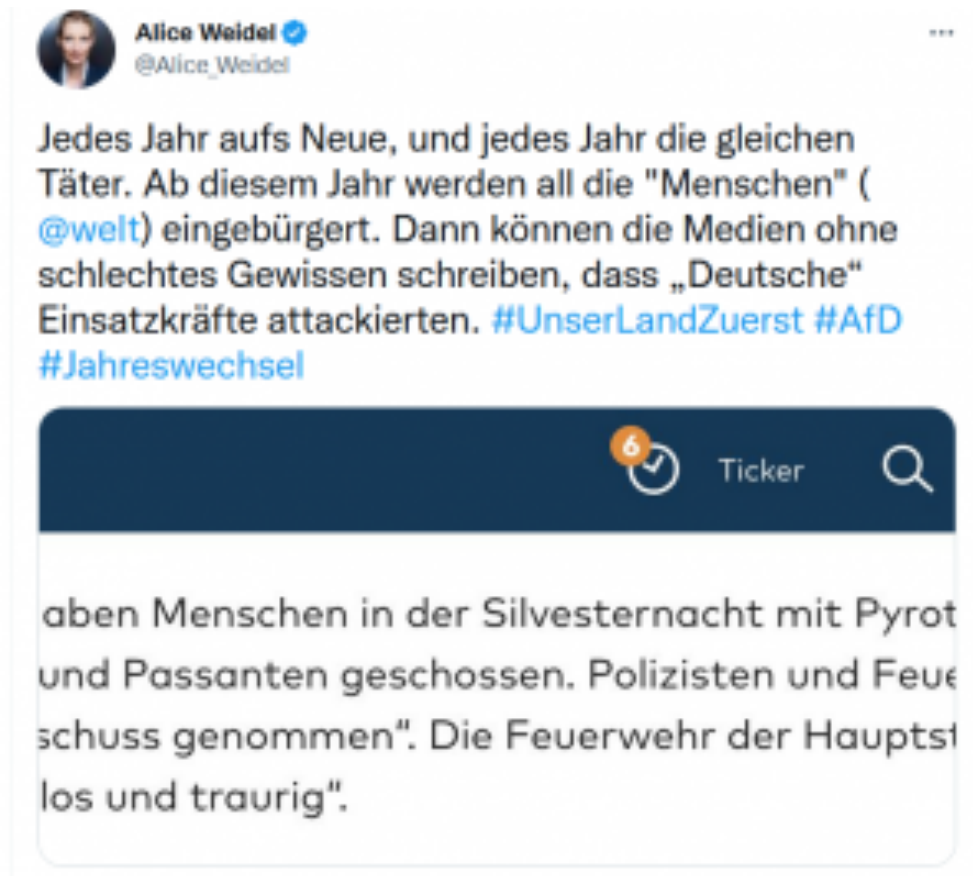 Alice Weidel
@Alice_Weidel
Jedes Jahr aufs Neue, und jedes Jahr die gleichen
Täter. Ab diesem Jahr werden all die "Menschen" (
@welt) eingebürgert. Dann können die Medien ohne
schlechtes Gewissen schreiben, dass „Deutsche“
Einsatzkräfte attackierten. #UnserLandZuerst #AfD
#Jahreswechsel
6 Ticker
aben Menschen in der Silvesternacht mit Pyrot
und Passanten geschossen. Polizisten und Feue
schuss genommen“. Die Feuerwehr der Hauptst
los und traurig“.